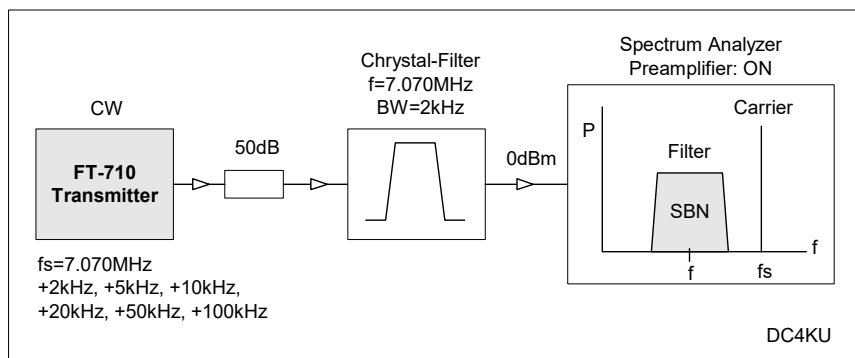 CW
FT-710
Transmitter
fs=7.070MHz
+2kHz, +5kHz, +10kHz,
+20kHz, +50kHz, +100kHz
50dB
Chrystal-Filter
f=7.070MHz
BW=2kHz
0dBm
Spectrum Analyzer
Preamplifier: ON
P
Carrier
Filter
SBN
f
f
fs
DC4KU